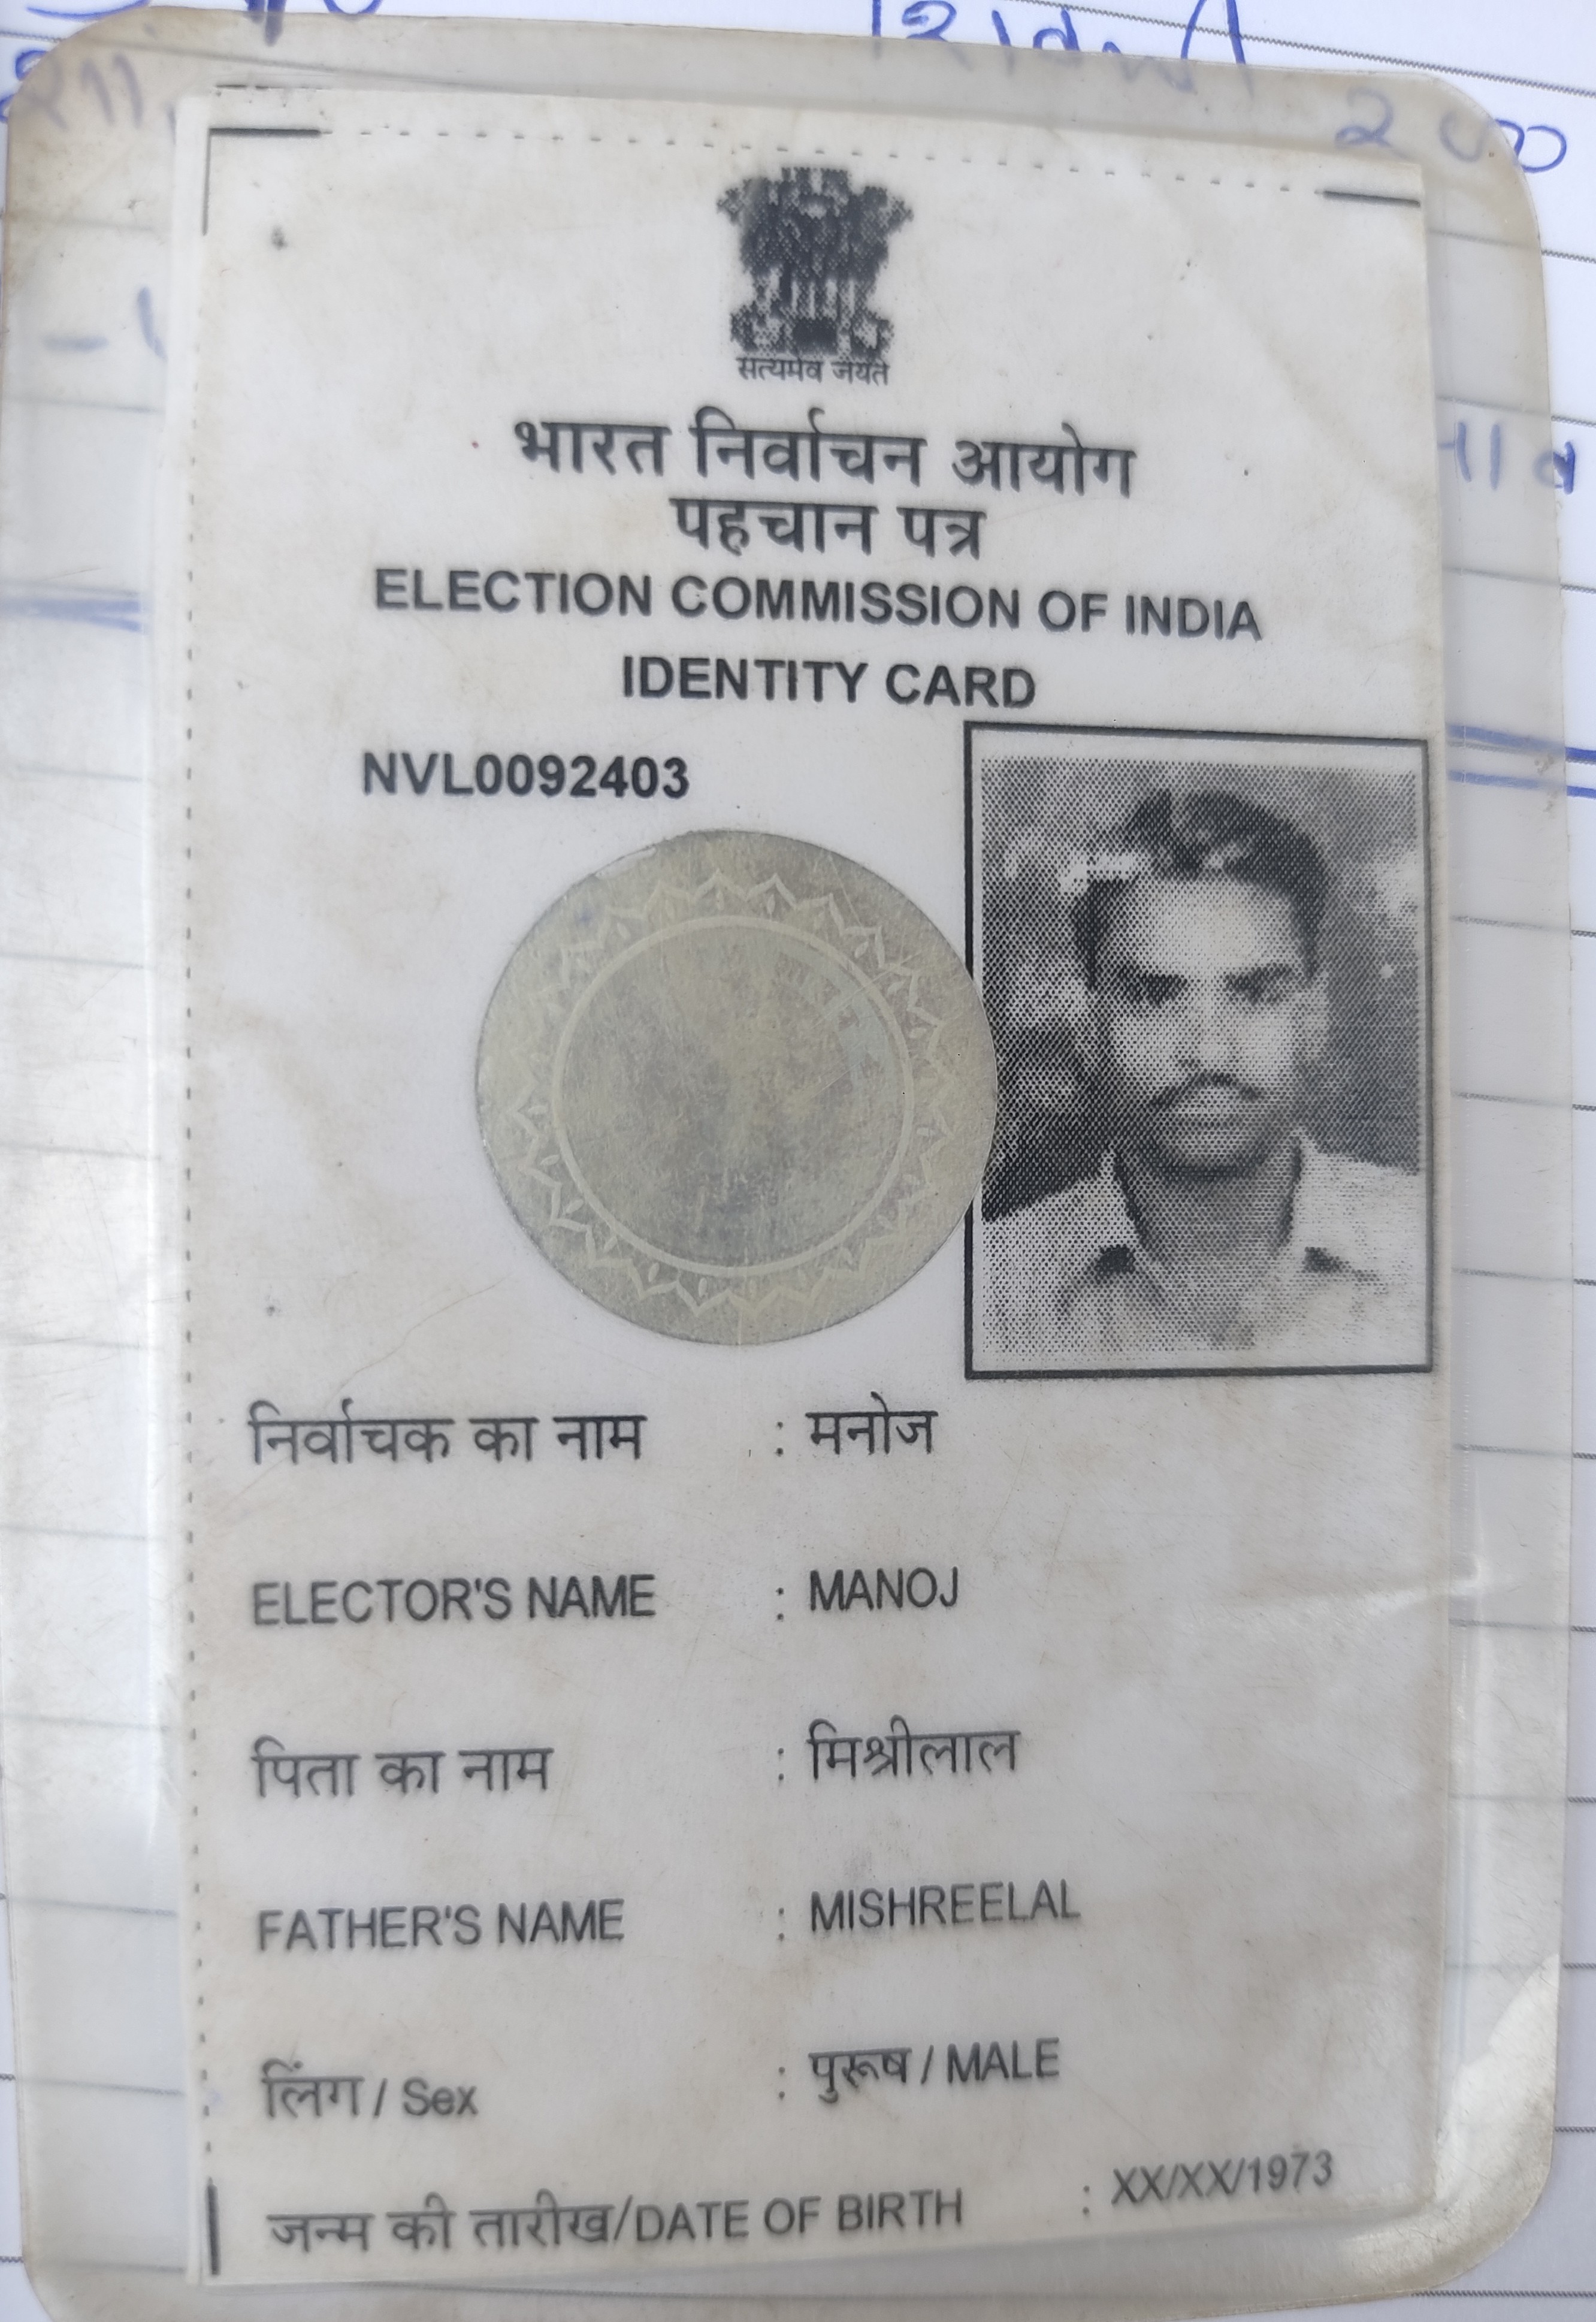 सत्यमेव जयते
भारत निर्वाचन आयोग
पहचान पत्र
ELECTION COMMISSION OF INDIA
IDENTITY CARD
NVL0092403
निर्वाचक का नाम : मनोज
ELECTOR'S NAME : MANOJ
पिता का नाम : मिश्रीलाल
FATHER'S NAME : MISHREELAL
लिंग / Sex : पुरूष / MALE
जन्म की तारीख/DATE OF BIRTH : XX/XX/1973